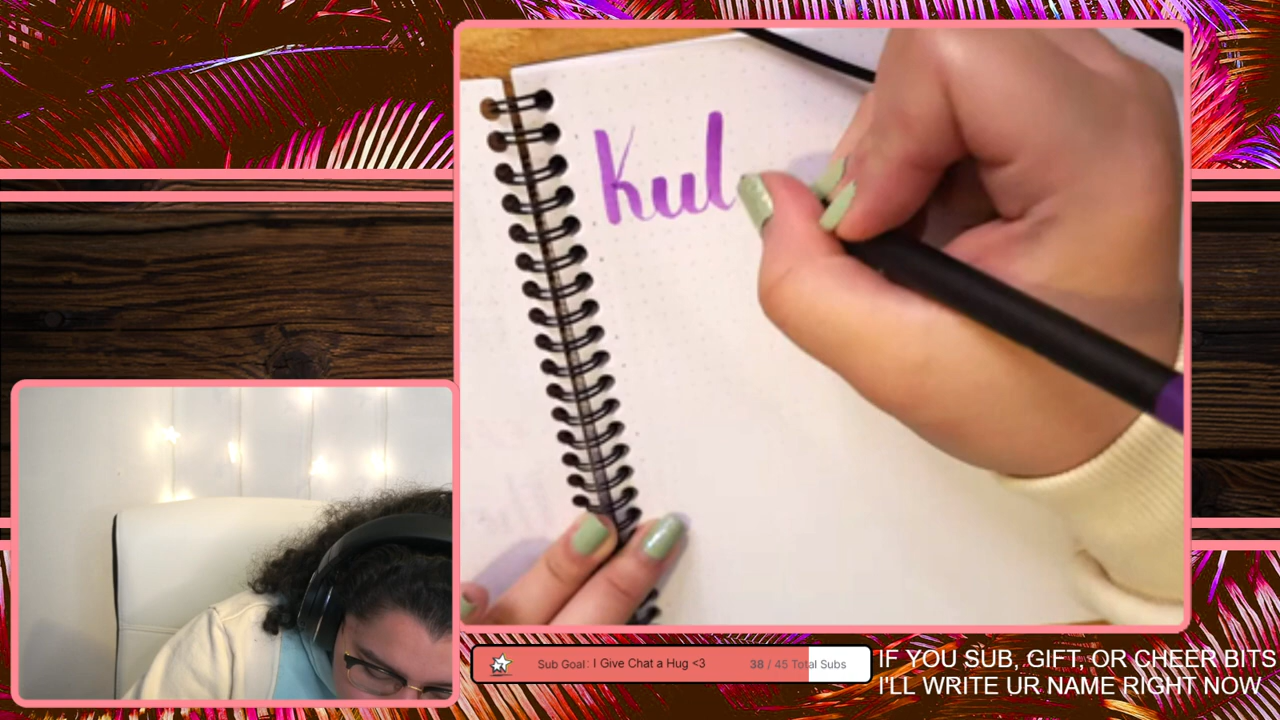 Kul
Sub Goal: I Give Chat a Hug <3 38 / 45 Total Subs
IF YOU SUB, GIFT, OR CHEER BITS
I'LL WRITE UR NAME RIGHT NOW